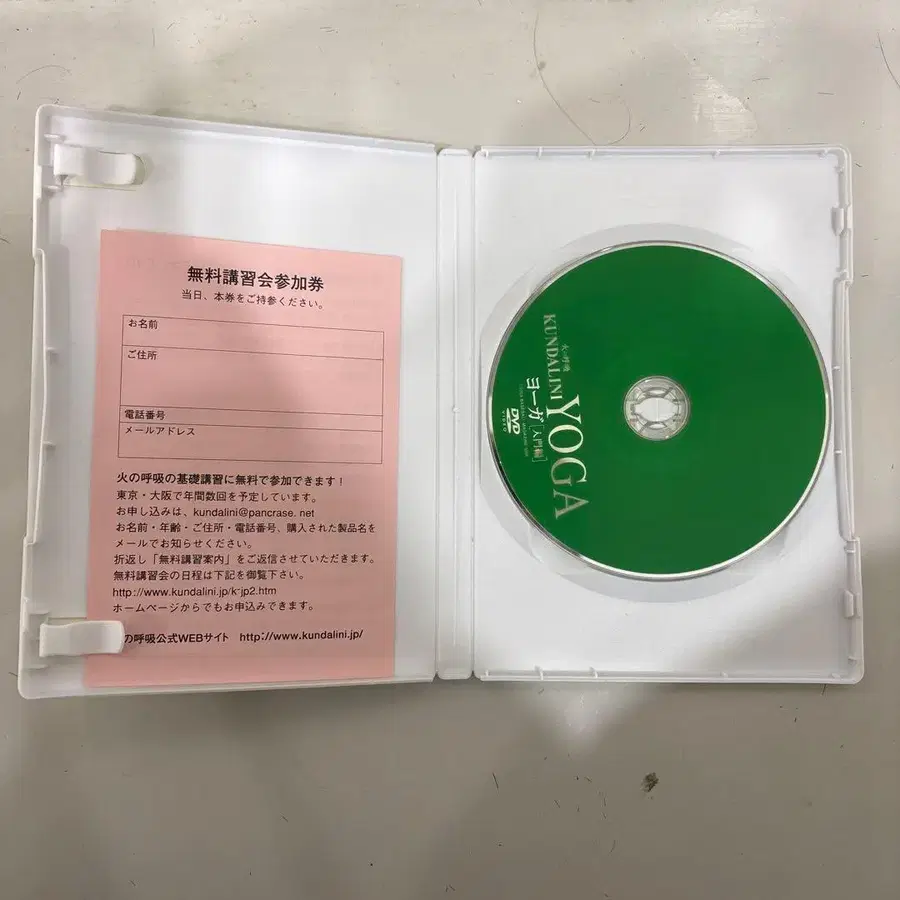 無料講習会参加券
当日、本券をご持参ください。
お名前
ご住所
電話番号
メールアドレス
火の呼吸の基礎講習に無料で参加できます！
東京・大阪で年間数回を予定しています。
お申し込みは、kundalini@pancrase.net
お名前・年齢・ご住所・電話番号、購入された製品名を
メールでお知らせください。
折返し「無料講習案内」をご返信させていただきます。
無料講習会の日程は下記を御覧下さい。
http://www.kundalini.jp/k-jp2.htm
ホームページからでもお申込みできます。
の呼吸公式WEBサイト http://www.kundalini.jp/
火の呼吸
KUNDALINI
YOGA
ヨーガ[入門編]
DVD
VIDEO